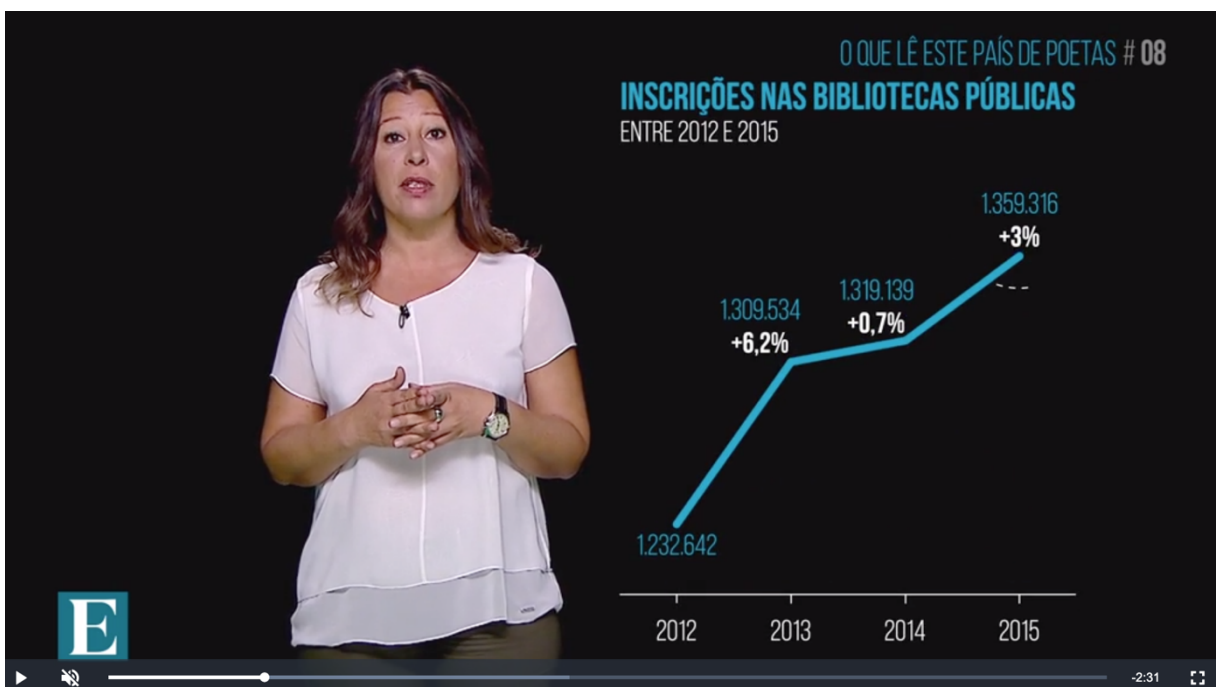 O QUE LÊ ESTE PAÍS DE POETAS # 08
INSCRIÇÕES NAS BIBLIOTECAS PÚBLICAS
ENTRE 2012 E 2015
1.359.316
+3%
1.319.139
+0,7%
1.309.534
+6,2%
1.232.642
2012 2013 2014 2015
E
-2:31